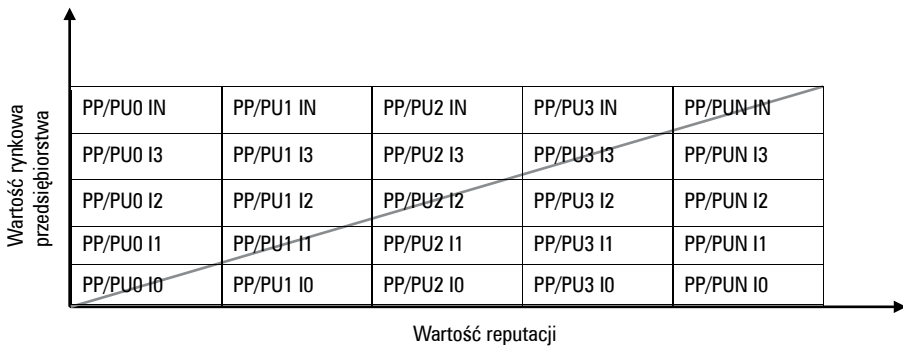 Wartość rynkowa
przedsiębiorstwa
PP/PU0 IN PP/PU1 IN PP/PU2 IN PP/PU3 IN PP/PUN IN
PP/PU0 I3 PP/PU1 I3 PP/PU2 I3 PP/PU3 I3 PP/PUN I3
PP/PU0 I2 PP/PU1 I2 PP/PU2 I2 PP/PU3 I2 PP/PUN I2
PP/PU0 I1 PP/PU1 I1 PP/PU2 I1 PP/PU3 I1 PP/PUN I1
PP/PU0 I0 PP/PU1 I0 PP/PU2 I0 PP/PU3 I0 PP/PUN I0
Wartość reputacji